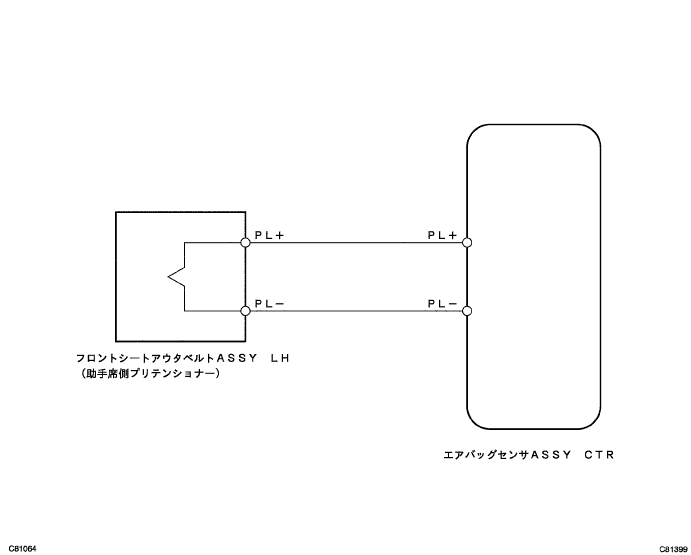 PL+
PL+
PL−
PL−
フロントシートアウタベルトASSY LH
(助手席側プリテンショナー)
エアバッグセンサASSY CTR
C81064
C81399